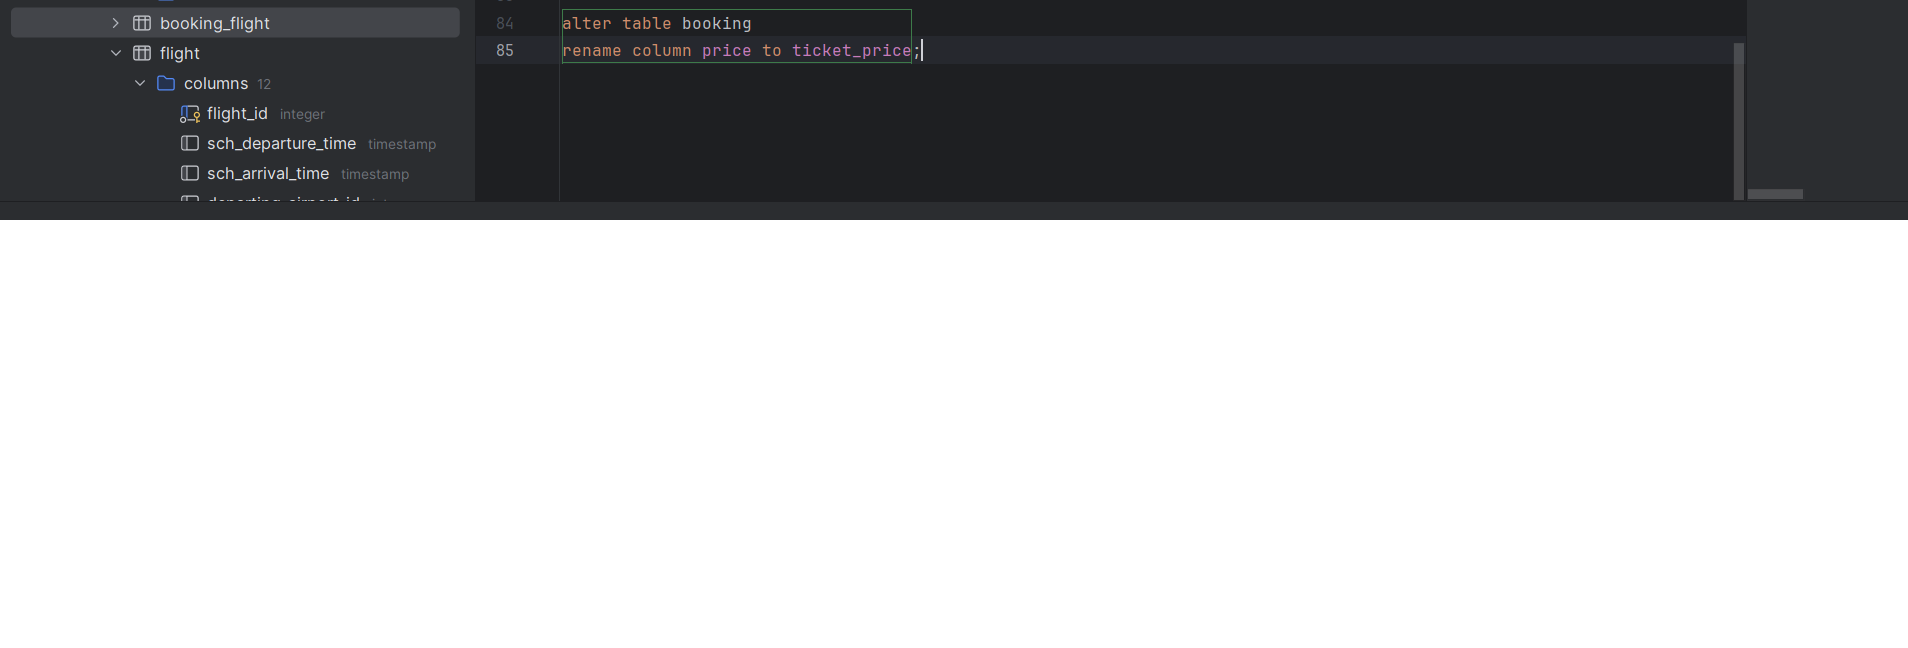 booking_flight
flight
columns 12
flight_id integer
sch_departure_time timestamp
sch_arrival_time timestamp
84 alter table booking
85 rename column price to ticket_price;